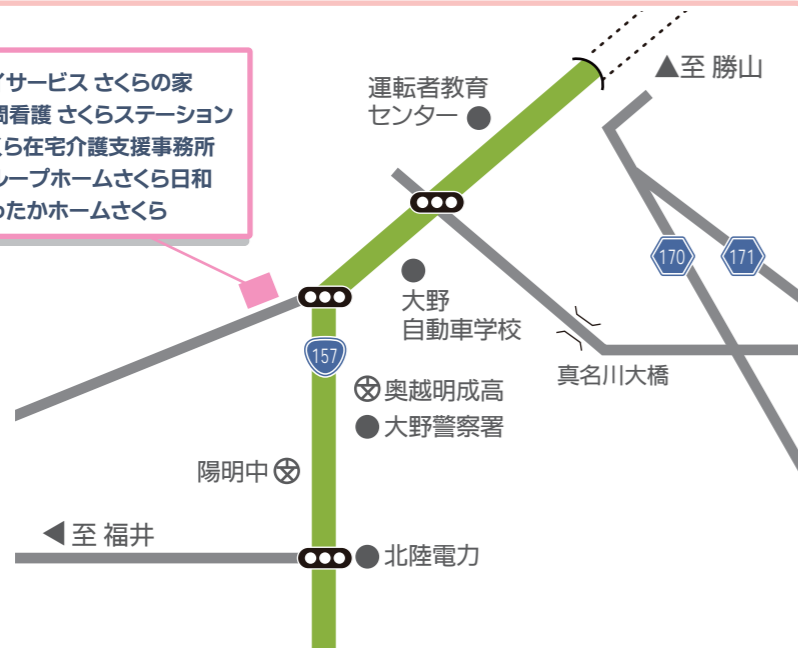 イサービス さくらの家
問看護 さくらステーション
ら在宅介護支援事務所
ループホームさくら日和
ったかホームさくら
運転者教育
センター
▲至 勝山
170
171
大野
自動車学校
真名川大橋
157
奥越明成高
大野警察署
陽明中
◀至 福井
北陸電力